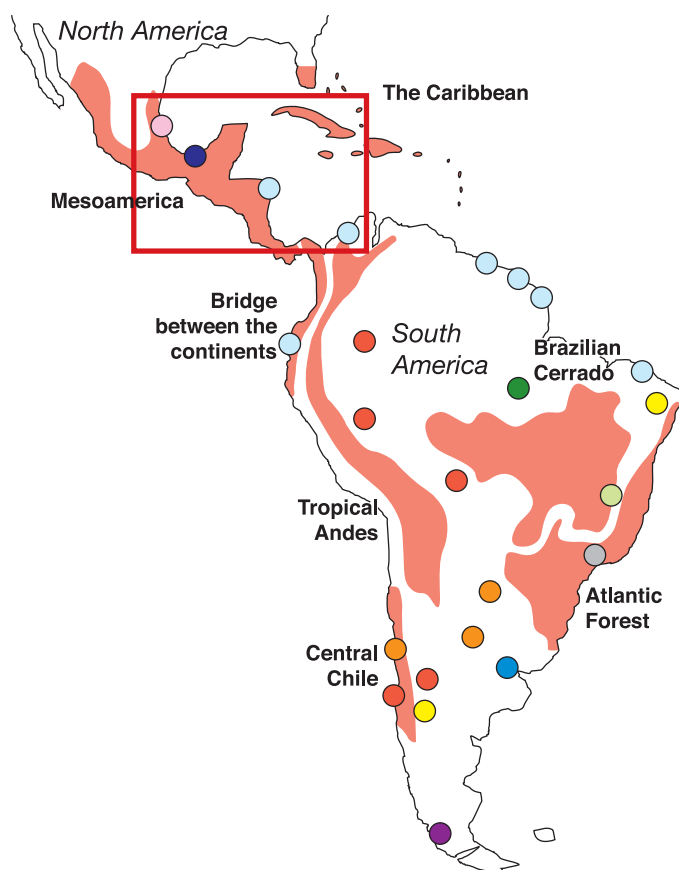 North America
The Caribbean
Mesoamerica
Bridge
between the
continents
South
America
Brazilian
Cerrado
Tropical
Andes
Atlantic
Forest
Central
Chile